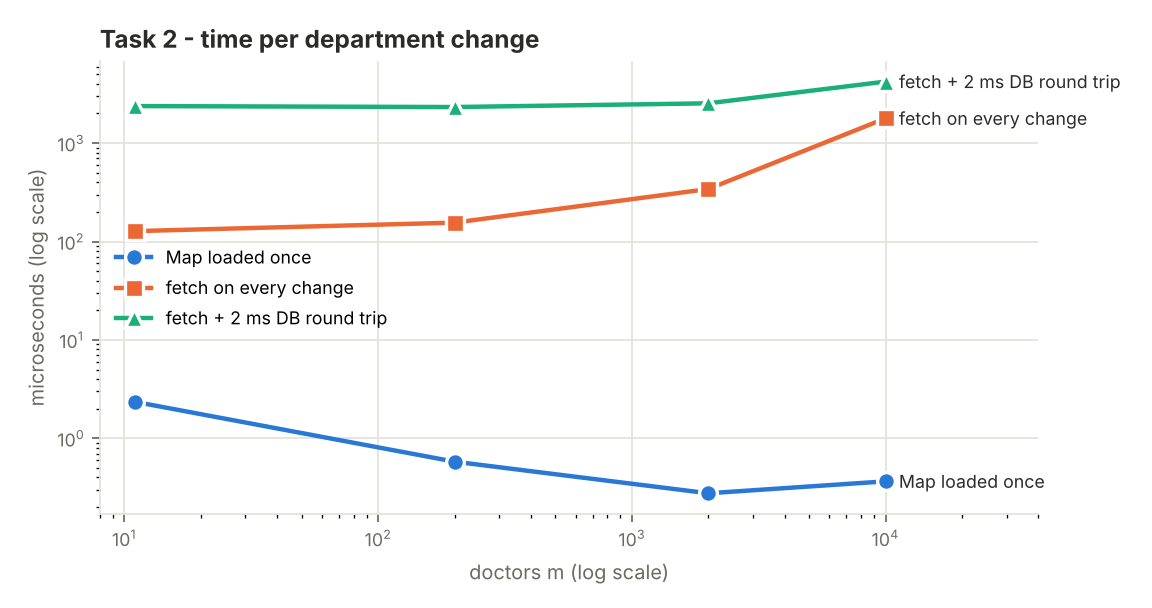 Task 2 - time per department change
microseconds (log scale)
10³
10²
10¹
10⁰
fetch + 2 ms DB round trip
fetch on every change
Map loaded once
fetch on every change
fetch + 2 ms DB round trip
Map loaded once
10¹
10²
10³
10⁴
doctors m (log scale)